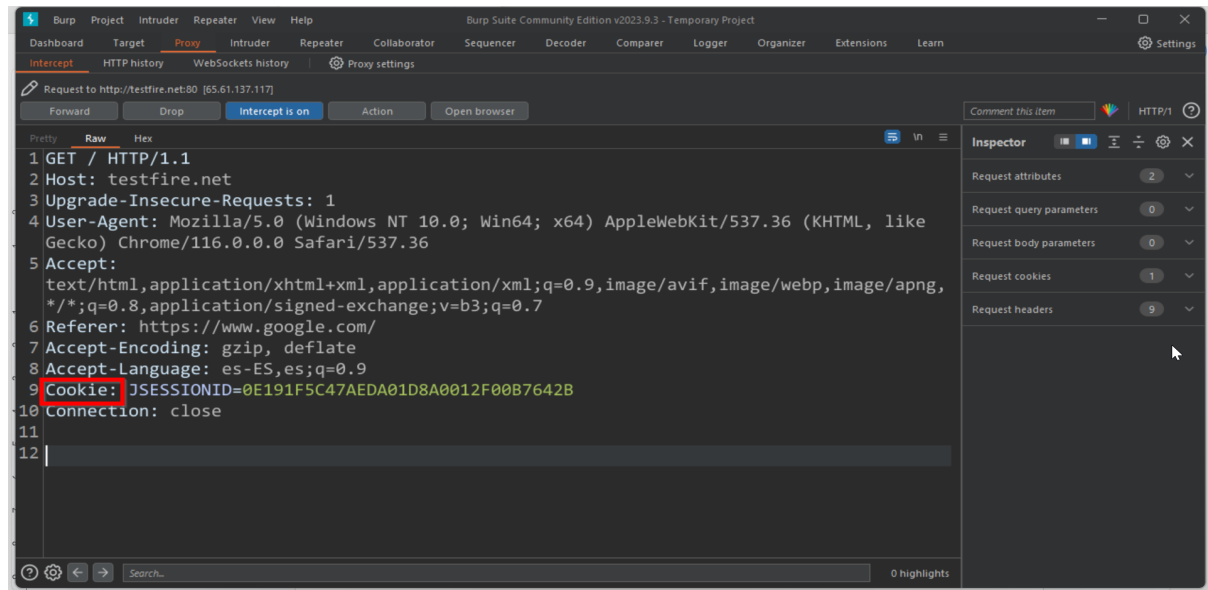 Burp Project Intruder Repeater View Help Burp Suite Community Edition v2023.9.3 - Temporary Project
Dashboard Target Proxy Intruder Repeater Collaborator Sequencer Decoder Comparer Logger Organizer Extensions Learn Settings
Intercept HTTP history WebSockets history Proxy settings
Request to http://testfire.net:80 [65.61.137.117]
Forward Drop Intercept is on Action Open browser Comment this item HTTP/1
Pretty Raw Hex \n Inspector
1 GET / HTTP/1.1
2 Host: testfire.net
3 Upgrade-Insecure-Requests: 1
4 User-Agent: Mozilla/5.0 (Windows NT 10.0; Win64; x64) AppleWebKit/537.36 (KHTML, like
Gecko) Chrome/116.0.0.0 Safari/537.36
5 Accept:
text/html,application/xhtml+xml,application/xml;q=0.9,image/avif,image/webp,image/apng,
*/*;q=0.8,application/signed-exchange;v=b3;q=0.7
6 Referer: https://www.google.com/
7 Accept-Encoding: gzip, deflate
8 Accept-Language: es-ES,es;q=0.9
9 Cookie: JSESSIONID=0E191F5C47AEDA01D8A0012F00B7642B
10 Connection: close
11
12
Request attributes 2
Request query parameters 0
Request body parameters 0
Request cookies 1
Request headers 9
Search... 0 highlights